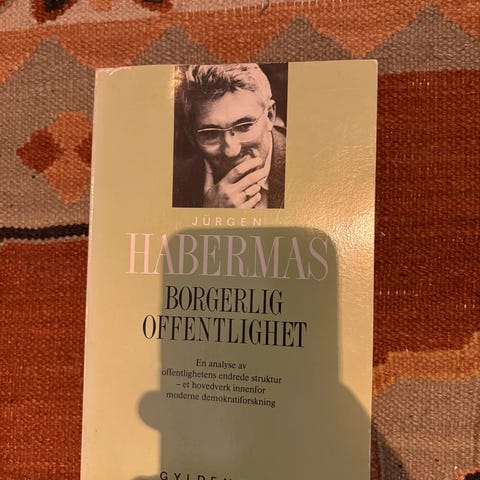 JÜRGEN
HABERMAS
BORGERLIG
OFFENTLIGHET
En analyse av
offentlighetens endrede struktur
– et hovedverk innenfor
moderne demokratiforskning